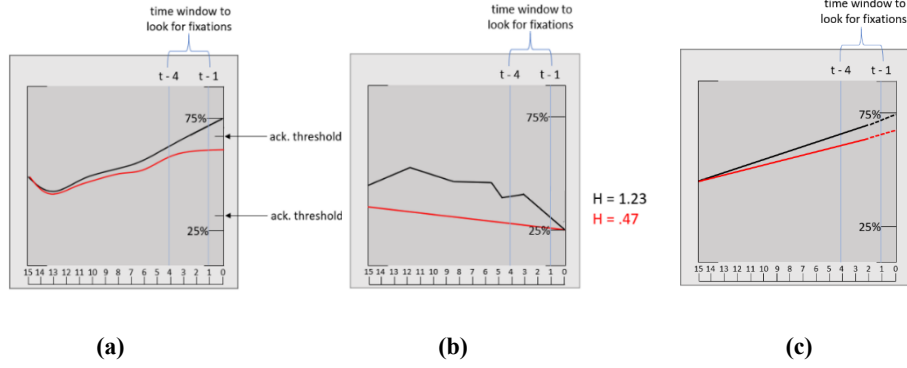 time window to
look for fixations
t - 4
t - 1
75%
ack. threshold
ack. threshold
25%
15 14 13 12 11 10 9 8 7 6 5 4 3 2 1 0
(a)
time window to
look for fixations
t - 4
t - 1
75%
H = 1.23
H = .47
25%
15 14 13 12 11 10 9 8 7 6 5 4 3 2 1 0
(b)
time window to
look for fixations
t - 4
t - 1
75%
25%
15 14 13 12 11 10 9 8 7 6 5 4 3 2 1 0
(c)